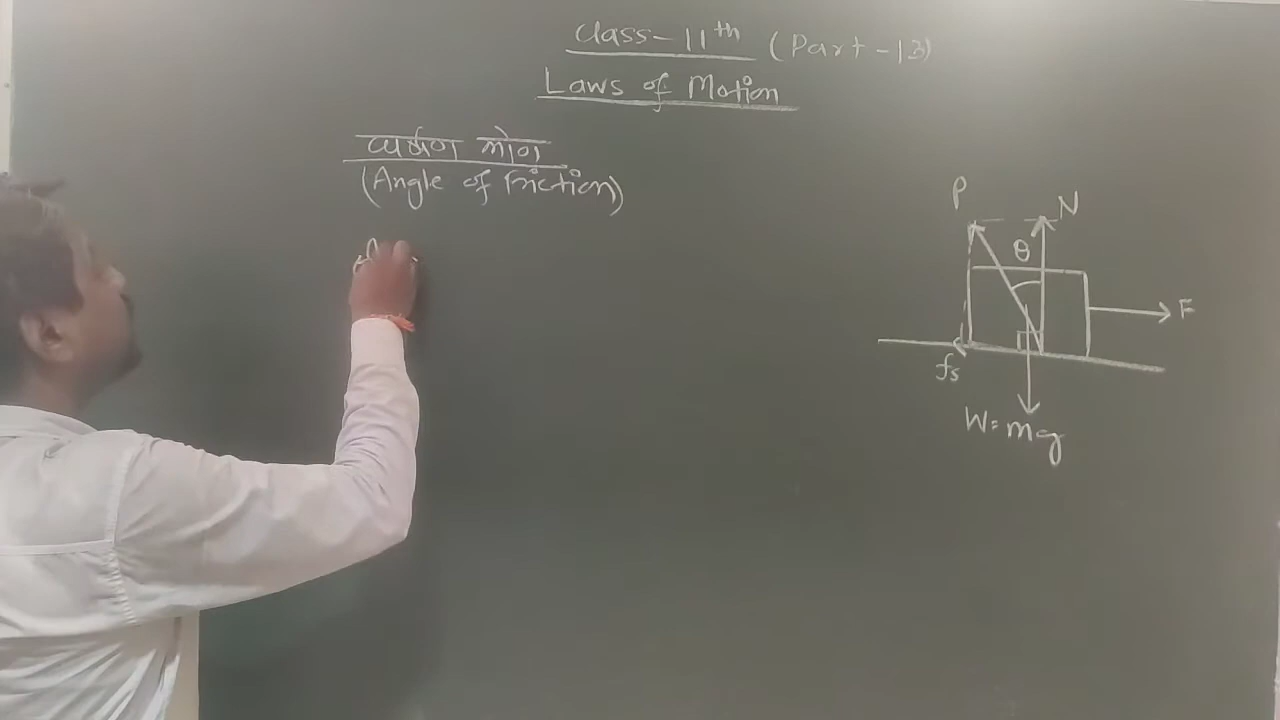 Class-11th (Part-13)
Laws of Motion
घर्षण कोण
(Angle of Friction)
P
N
θ
F
fs
W=mg